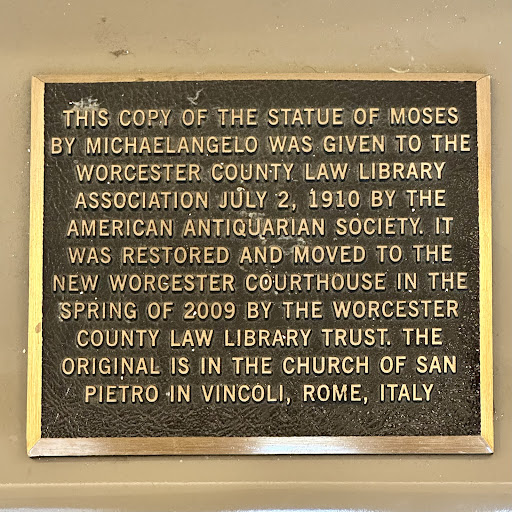 THIS COPY OF THE STATUE OF MOSES
BY MICHAELANGELO WAS GIVEN TO THE
WORCESTER COUNTY LAW LIBRARY
ASSOCIATION JULY 2, 1910 BY THE
AMERICAN ANTIQUARIAN SOCIETY. IT
WAS RESTORED AND MOVED TO THE
NEW WORCESTER COURTHOUSE IN THE
SPRING OF 2009 BY THE WORCESTER
COUNTY LAW LIBRARY TRUST. THE
ORIGINAL IS IN THE CHURCH OF SAN
PIETRO IN VINCOLI, ROME, ITALY